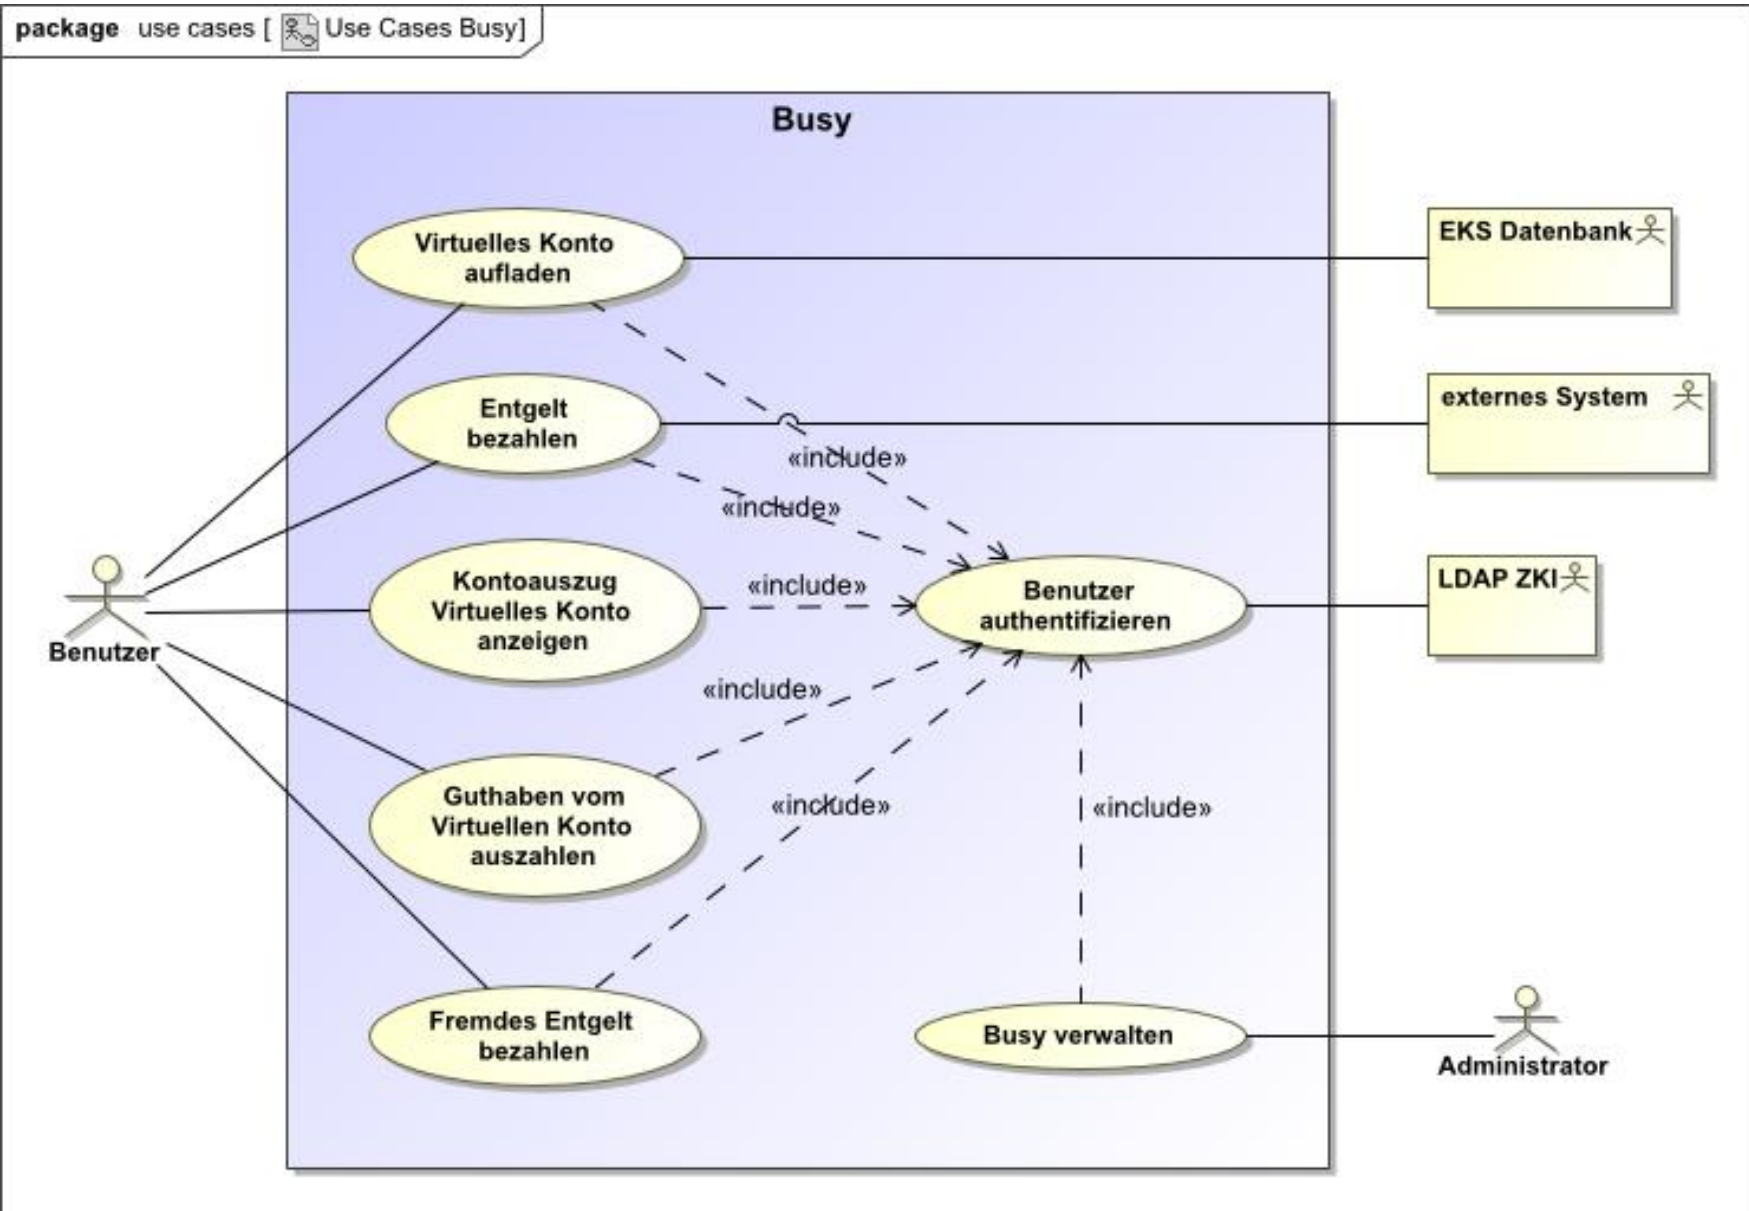 package use cases [ Use Cases Busy]
Busy
Virtuelles Konto
aufladen
EKS Datenbank
Entgelt
bezahlen
externes System
«include»
«include»
Kontoauszug
Virtuelles Konto
anzeigen
«include»
Benutzer
authentifizieren
LDAP ZKI
Benutzer
«include»
Guthaben vom
Virtuellen Konto
auszahlen
«include»
«include»
Fremdes Entgelt
bezahlen
Busy verwalten
Administrator